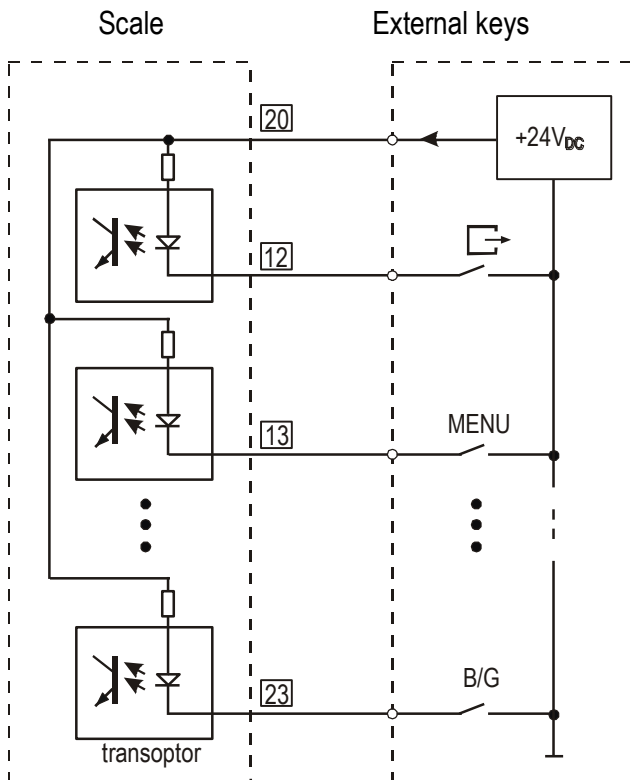 Scale
External keys
20
+24VDC
12
13
MENU
23
B/G
transoptor